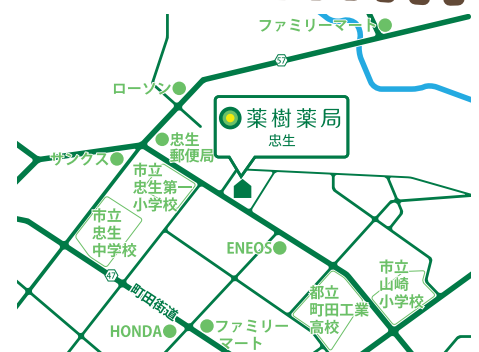 ファミリーマート
57
ローソン
薬樹薬局
忠生
忠生
郵便局
サンクス
市立
忠生第一
小学校
市立
忠生
中学校
ENEOS
市立
山崎
小学校
47
町田街道
都立
町田工業
高校
HONDA
ファミリー
マート